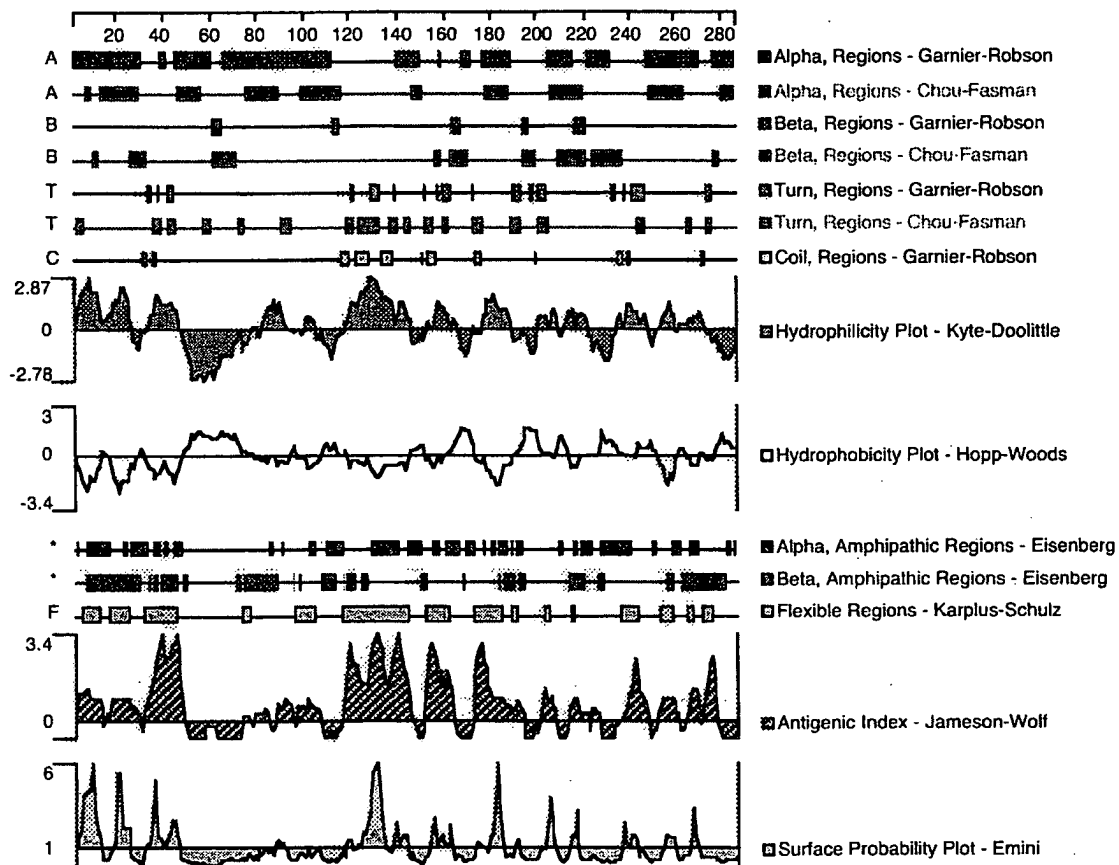 20 40 60 80 100 120 140 160 180 200 220 240 260 280
A Alpha, Regions - Garnier-Robson
A Alpha, Regions - Chou-Fasman
B Beta, Regions - Garnier-Robson
B Beta, Regions - Chou-Fasman
T Turn, Regions - Garnier-Robson
T Turn, Regions - Chou-Fasman
C Coil, Regions - Garnier-Robson
2.87
0 Hydrophilicity Plot - Kyte-Doolittle
-2.78
3
0 Hydrophobicity Plot - Hopp-Woods
-3.4
* Alpha, Amphipathic Regions - Eisenberg
* Beta, Amphipathic Regions - Eisenberg
F Flexible Regions - Karplus-Schulz
3.4
0 Antigenic Index - Jameson-Wolf
6
1 Surface Probability Plot - Emini